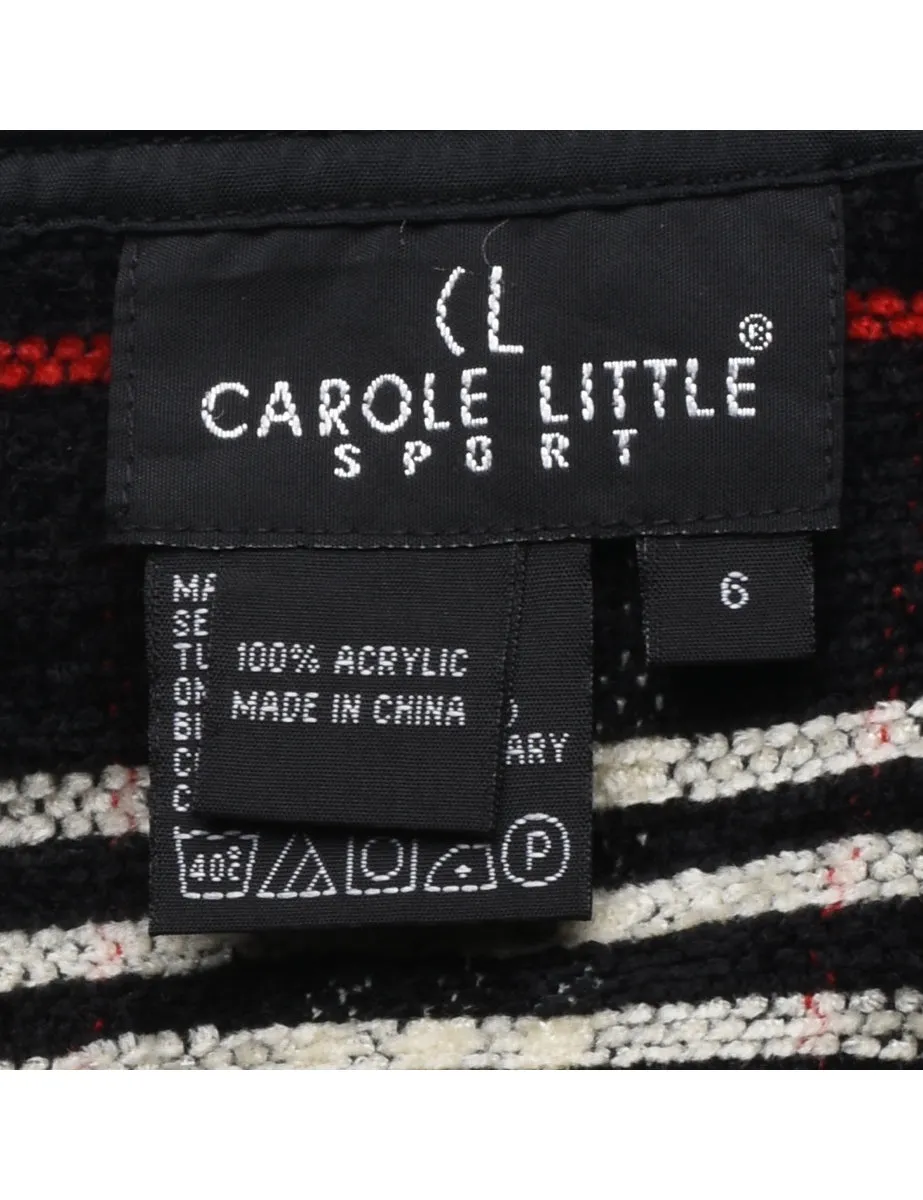 CL
CAROLE LITTLE®
SPORT
6
100% ACRYLIC
MADE IN CHINA
ARY
40°C
P